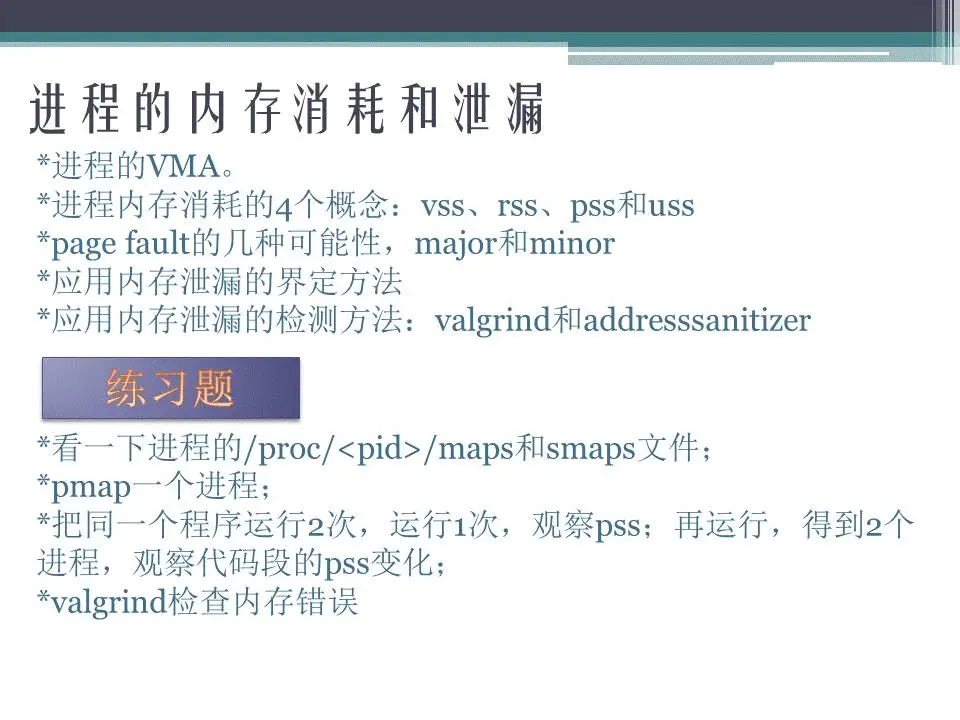 进程的内存消耗和泄漏
*进程的VMA。
*进程内存消耗的4个概念：vss、rss、pss和uss
*page fault的几种可能性，major和minor
*应用内存泄漏的界定方法
*应用内存泄漏的检测方法：valgrind和addresssanitizer
练习题
*看一下进程的/proc/<pid>/maps和smaps文件；
*pmap一个进程；
*把同一个程序运行2次，运行1次，观察pss；再运行，得到2个
进程，观察代码段的pss变化；
*valgrind检查内存错误